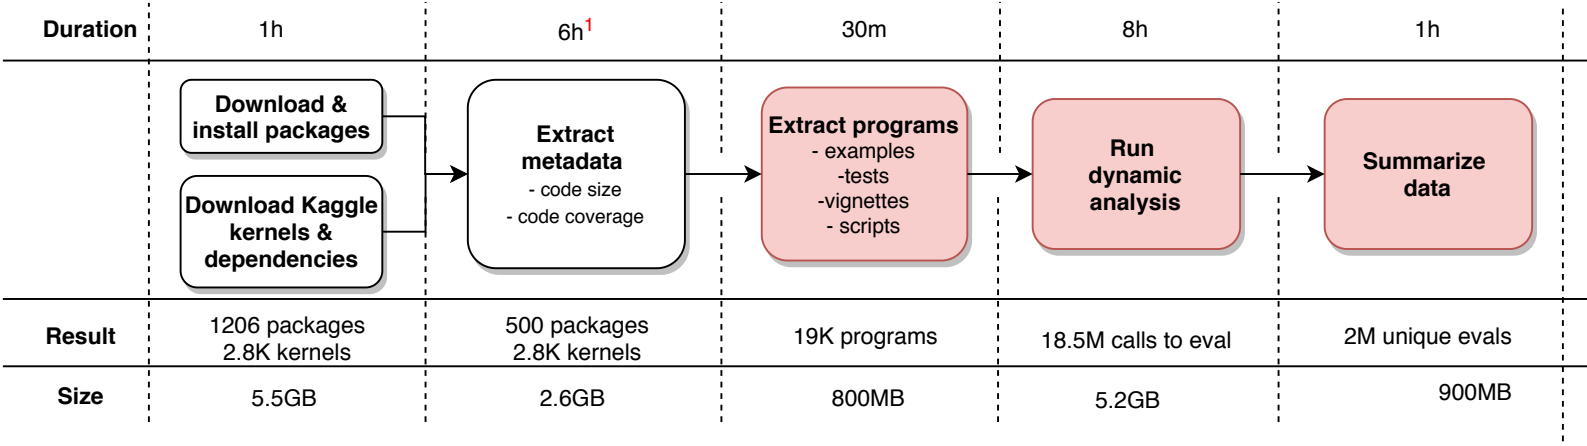 Duration 1h 6h1 30m 8h 1h
Download &
install packages
Download Kaggle
kernels &
dependencies
Extract
metadata
- code size
- code coverage
Extract programs
- examples
-tests
-vignettes
- scripts
Run
dynamic
analysis
Summarize
data
Result
1206 packages
2.8K kernels
500 packages
2.8K kernels
19K programs
18.5M calls to eval
2M unique evals
Size 5.5GB 2.6GB 800MB 5.2GB 900MB